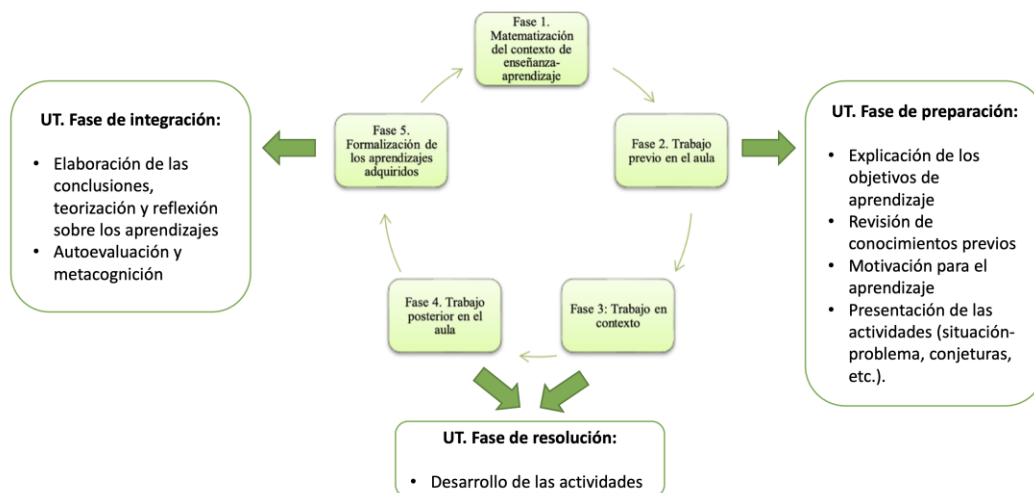 Fase 1.
Matematización
del contexto de
enseñanza-
aprendizaje
UT. Fase de integración:
• Elaboración de las
conclusiones,
teorización y reflexión
sobre los aprendizajes
• Autoevaluación y
metacognición
Fase 5.
Formalización de
los aprendizajes
adquiridos
Fase 2. Trabajo
previo en el aula
UT. Fase de preparación:
• Explicación de los
objetivos de
aprendizaje
• Revisión de
conocimientos previos
• Motivación para el
aprendizaje
• Presentación de las
actividades (situación-
problema, conjeturas,
etc.).
Fase 4. Trabajo
posterior en el
aula
Fase 3: Trabajo en
contexto
UT. Fase de resolución:
• Desarrollo de las actividades